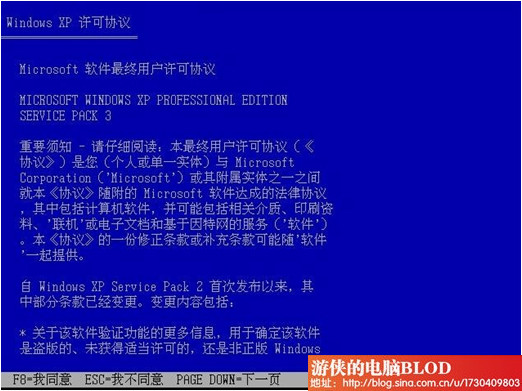 Windows XP 许可协议
Microsoft 软件最终用户许可协议
MICROSOFT WINDOWS XP PROFESSIONAL EDITION
SERVICE PACK 3
重要须知 - 请仔细阅读：本最终用户许可协议（《
协议》）是您（个人或单一实体）与 Microsoft
Corporation（'Microsoft'）或其附属实体之一之间
就本《协议》随附的 Microsoft 软件达成的法律协议
，其中包括计算机软件，并可能包括相关介质、印刷资
料、'联机'或电子文档和基于因特网的服务（'软件'）
。本《协议》的一份修正条款或补充条款可能随'软件
'一起提供。
自 Windows XP Service Pack 2 首次发布以来，其
中部分条款已经变更。变更内容包括：
* 关于该软件验证功能的更多信息，用于确定该软件
是盗版的、未获得适当许可的，还是非正版 Windows
F8=我同意 ESC=我不同意 PAGE DOWN=下一页
游侠的电脑BLOD
地址：http://blog.sina.com.cn/u/1730409803